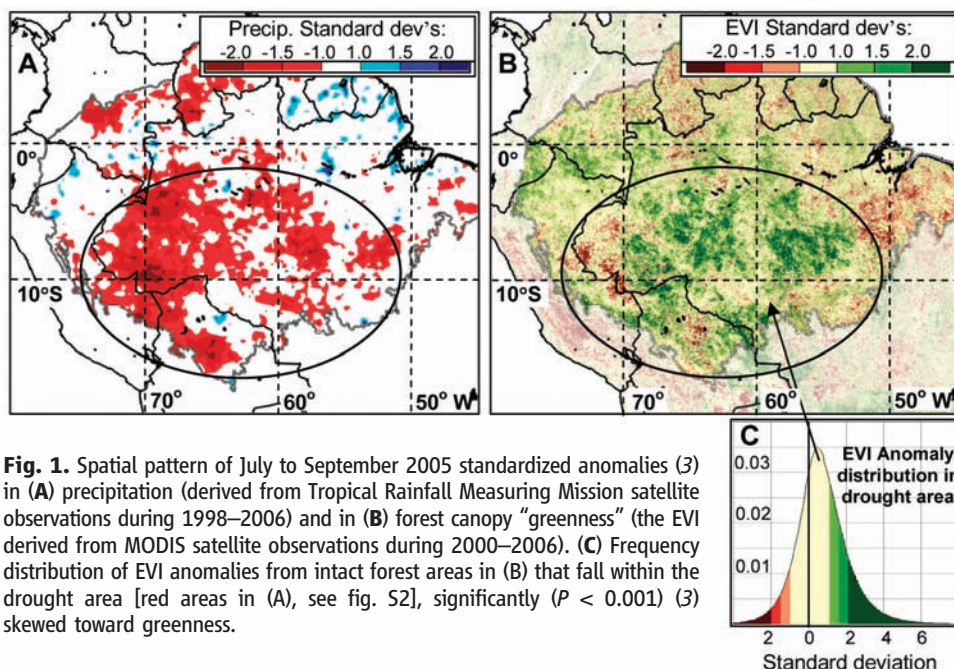 Precip. Standard dev's:
-2.0 -1.5 -1.0 1.0 1.5 2.0
A
0°
10°S
70° 60° 50° W
EVI Standard dev's:
-2.0 -1.5 -1.0 1.0 1.5 2.0
B
0°
10°S
70° 60° 50° W
Fig. 1. Spatial pattern of July to September 2005 standardized anomalies (3)
in (A) precipitation (derived from Tropical Rainfall Measuring Mission satellite
observations during 1998–2006) and in (B) forest canopy “greenness” (the EVI
derived from MODIS satellite observations during 2000–2006). (C) Frequency
distribution of EVI anomalies from intact forest areas in (B) that fall within the
drought area [red areas in (A), see fig. S2], significantly (P < 0.001) (3)
skewed toward greenness.
C
EVI Anomaly
distribution in
drought area
0.03
0.02
0.01
2 0 2 4 6
Standard deviation